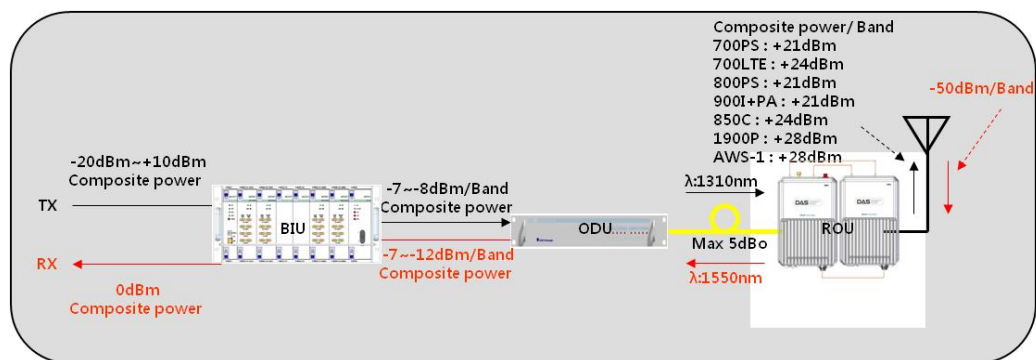 Composite power/ Band
700PS : +21dBm
700LTE : +24dBm
800PS : +21dBm
900I+PA : +21dBm
850C : +24dBm
1900P : +28dBm
AWS-1 : +28dBm
-50dBm/Band
-20dBm~+10dBm
Composite power
TX
BIU
-7~-8dBm/Band
Composite power
ODU
λ:1310nm
Max 5dBo
DAS
DAS
ROU
RX
-7~-12dBm/Band
Composite power
λ:1550nm
0dBm
Composite power